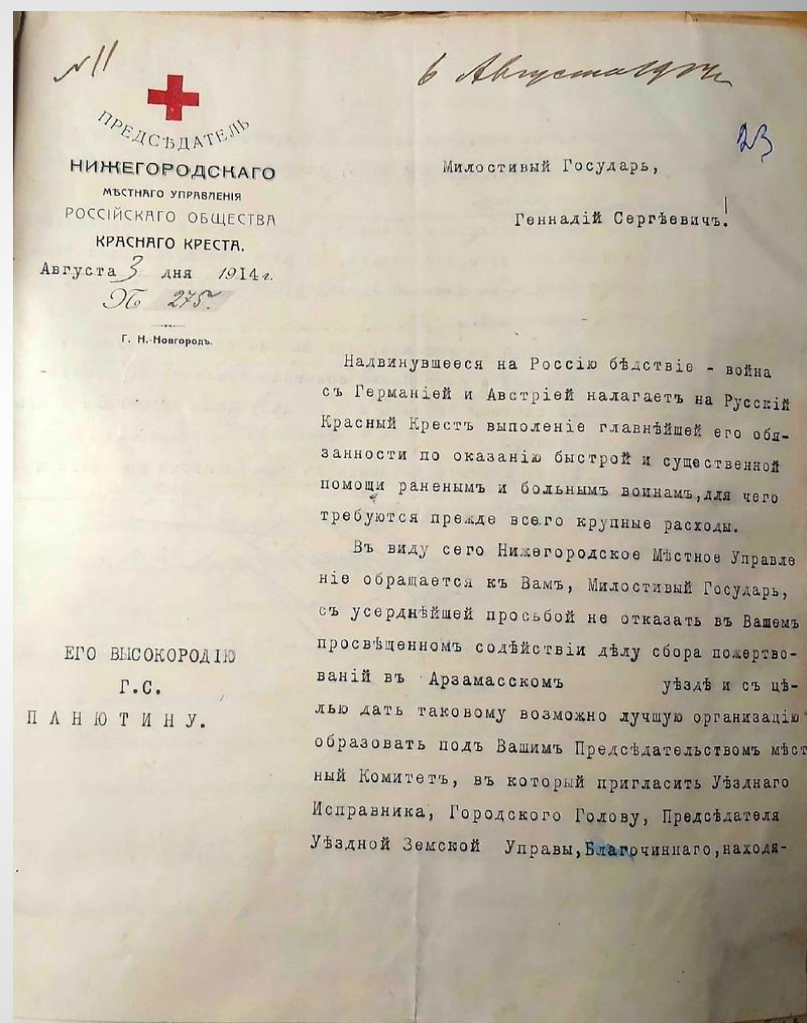 № 11
6 Августа 1914 г.
23
ПРЕДСѢДАТЕЛЬ
НИЖЕГОРОДСКАГО
МѢСТНАГО УПРАВЛЕНІЯ
РОССІЙСКАГО ОБЩЕСТВА
КРАСНАГО КРЕСТА.
Августа 3 дня 1914 г.
№ 275.
Г. Н.-Новгородъ.
Милостивый Государь,
Геннадій Сергѣевичъ!
Надвинувшееся на Россію бѣдствіе - война
съ Германіей и Австріей налагаетъ на Русскій
Красный Крестъ выполеніе главнѣйшей его обя-
занности по оказанію быстрой и существенной
помощи раненымъ и больнымъ воинамъ,для чего
требуются прежде всего крупные расходы.
Въ виду сего Нижегородское Мѣстное Управле
ніе обращается къ Вамъ, Милостивый Государь,
съ усерднѣйшей просьбой не отказать въ Вашемъ
просвѣщенномъ содѣйствіи дѣлу сбора пожертво-
ваній въ Арзамасскомъ уѣздѣ и съ цѣ-
лью дать таковому возможно лучшую организацію
образовать подъ Вашимъ Предсѣдательствомъ мѣст
ный Комитетъ, въ который пригласить Уѣзднаго
Исправника, Городского Голову, Предсѣдателя
Уѣздной Земской Управы,Благочиннаго,находя-
ЕГО ВЫСОКОРОДІЮ
Г.С.
ПАНЮТИНУ.